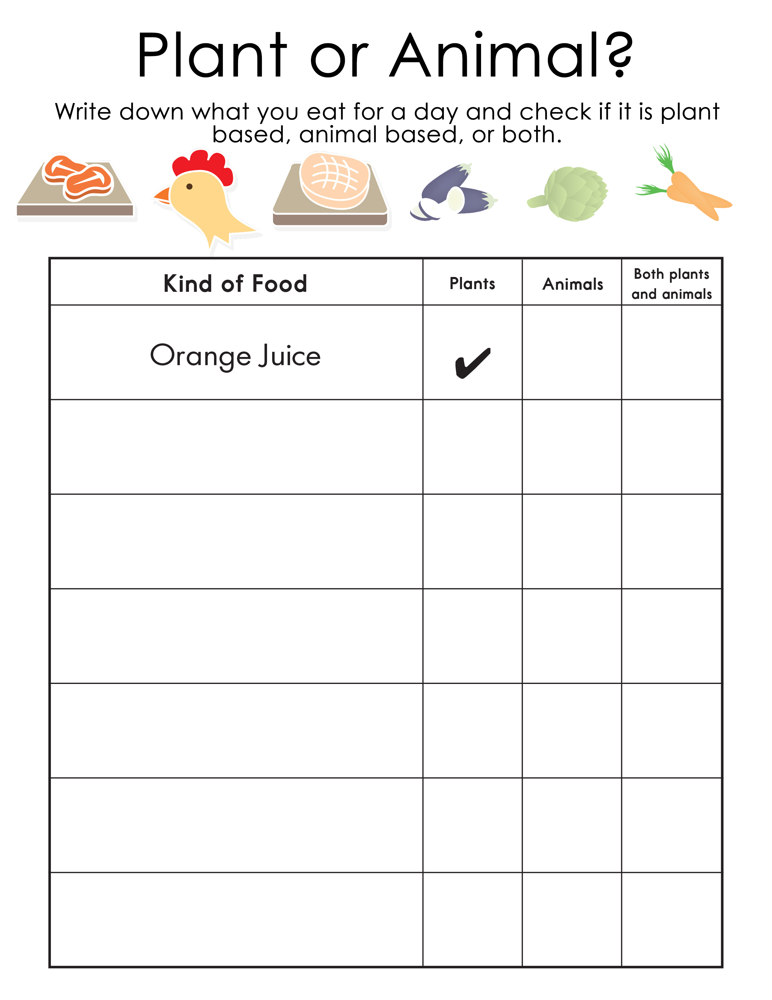 Plant or Animal?
Write down what you eat for a day and check if it is plant
based, animal based, or both.
Kind of Food
Plants
Animals
Both plants
and animals
Orange Juice